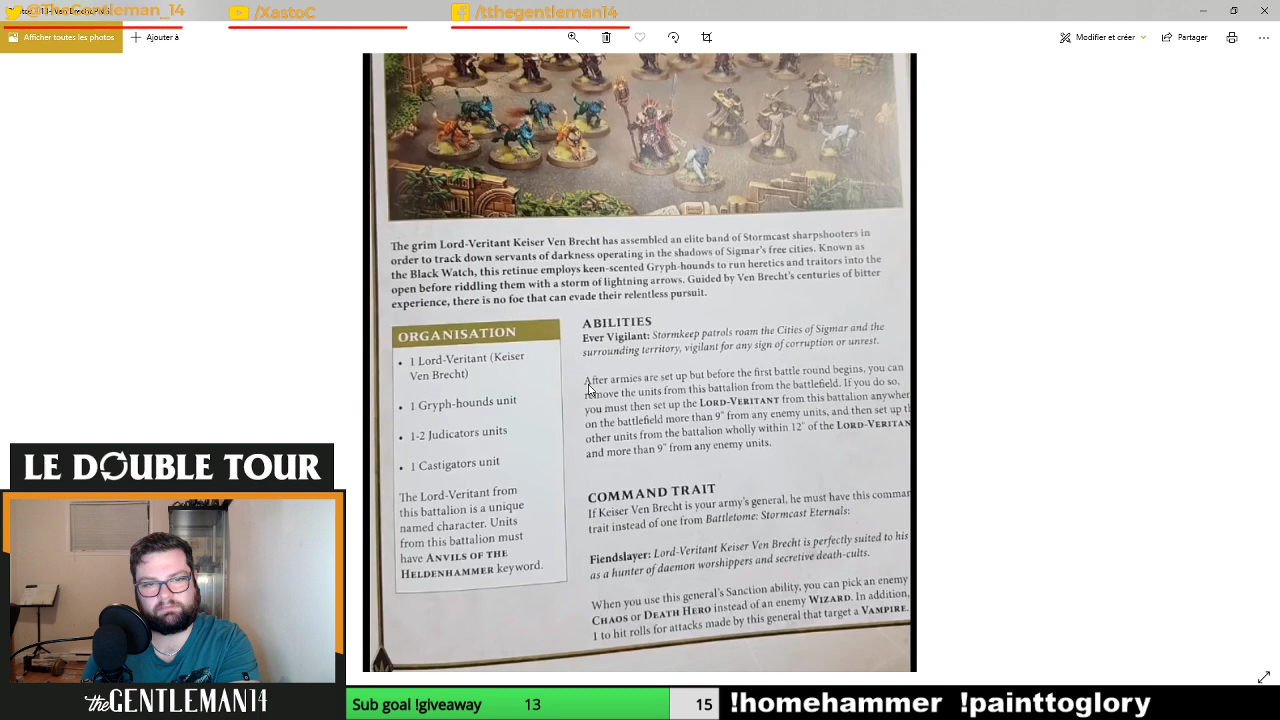 @TheGentleman_14
/XastoC
/tthegentleman14
Afficher toutes les photos
Ajouter à
Modifier et créer
Partager
The grim Lord-Veritant Keiser Ven Brecht has assembled an elite band of Stormcast sharpshooters in
order to track down servants of darkness operating in the shadows of Sigmar's free cities. Known as
the Black Watch, this retinue employs keen-scented Gryph-hounds to run heretics and traitors into the
open before riddling them with a storm of lightning arrows. Guided by Ven Brecht's centuries of bitter
experience, there is no foe that can evade their relentless pursuit.
ORGANISATION
• 1 Lord-Veritant (Keiser
Ven Brecht)
• 1 Gryph-hounds unit
• 1-2 Judicators units
• 1 Castigators unit
The Lord-Veritant from
this battalion is a unique
named character. Units
from this battalion must
have ANVILS OF THE
HELDENHAMMER keyword.
ABILITIES
Ever Vigilant: Stormkeep patrols roam the Cities of Sigmar and the
surrounding territory, vigilant for any sign of corruption or unrest.
After armies are set up but before the first battle round begins, you can
remove the units from this battalion from the battlefield. If you do so,
you must then set up the LORD-VERITANT from this battalion anywher
on the battlefield more than 9" from any enemy units, and then set up th
other units from the battalion wholly within 12" of the LORD-VERITAN
and more than 9" from any enemy units.
COMMAND TRAIT
If Keiser Ven Brecht is your army's general, he must have this comman
trait instead of one from Battletome: Stormcast Eternals:
Fiendslayer: Lord-Veritant Keiser Ven Brecht is perfectly suited to his
as a hunter of daemon worshippers and secretive death-cults.
When you use this general's Sanction ability, you can pick an enemy
CHAOS or DEATH HERO instead of an enemy WIZARD. In addition,
1 to hit rolls for attacks made by this general that target a VAMPIRE.
LE DOUBLE TOUR
theGENTLEMAN14
Sub goal !giveaway 13 15
!homehammer !painttoglory